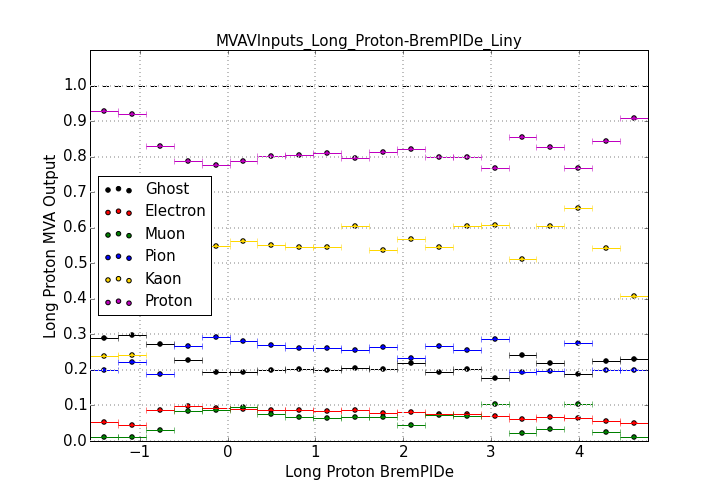 MVAVInputs_Long_Proton-BremPIDe_Liny
1.0
0.9
0.8
0.7
0.6
0.5
0.4
0.3
0.2
0.1
0.0
Long Proton MVA Output
Ghost
Electron
Muon
Pion
Kaon
Proton
−1 0 1 2 3 4
Long Proton BremPIDe